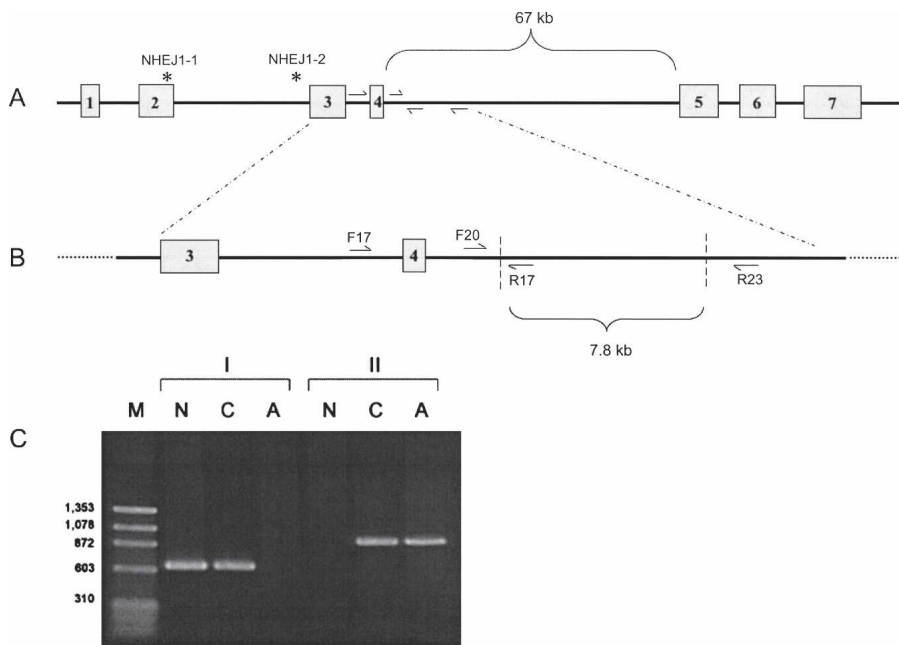 67 kb
NHEJ1-1 NHEJ1-2
* *
A 1 2 3 4 5 6 7
F17 F20
B 3 4
R17 R23
7.8 kb
I II
M N C A N C A
C
1,353
1,078
872
603
310